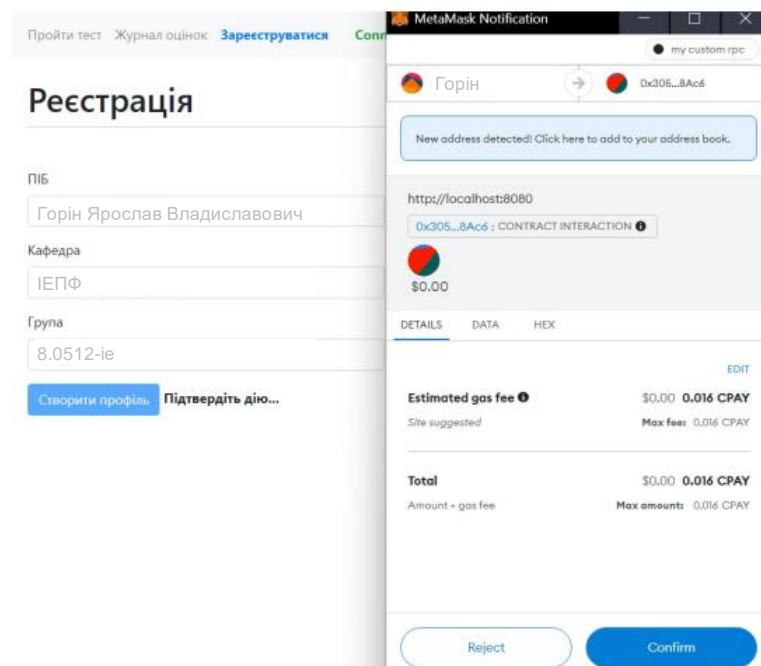 Пройти тест Журнал оцінок Зареєструватися Conn
Реєстрація
ПІБ
Горін Ярослав Владиславович
Кафедра
ІЕПФ
Група
8.0512-іе
Створити профіль Підтвердіть дію...
MetaMask Notification
my custom rpc
Горін 0x305...8Ac6
New address detected! Click here to add to your address book.
http://localhost:8080
0x305...8Ac6 : CONTRACT INTERACTION
$0.00
DETAILS DATA HEX
EDIT
Estimated gas fee $0.00 0.016 CPAY
Site suggested Max fee: 0.016 CPAY
Total $0.00 0.016 CPAY
Amount + gas fee Max amount: 0.016 CPAY
Reject Confirm